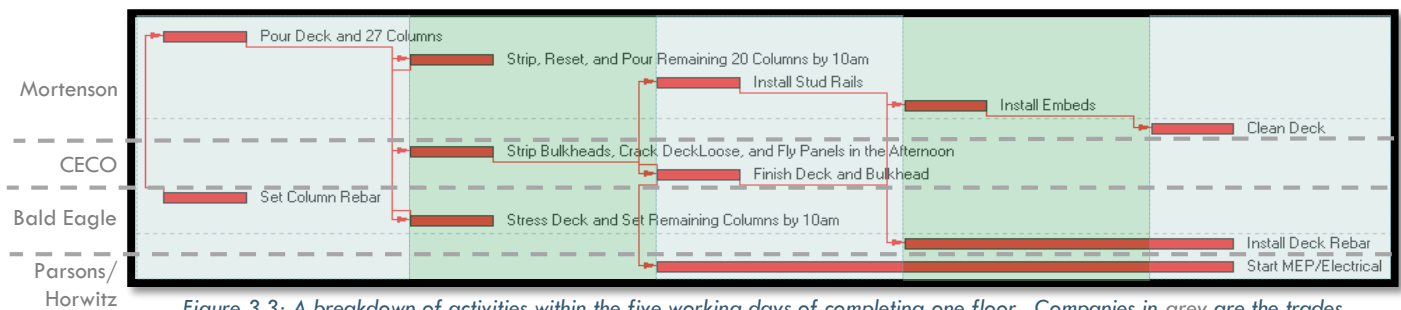 Pour Deck and 27 Columns
Strip, Reset, and Pour Remaining 20 Columns by 10am
Mortenson
Install Stud Rails
Install Embeds
Clean Deck
CECO
Strip Bulkheads, Crack DeckLoose, and Fly Panels in the Afternoon
Finish Deck and Bulkhead
Set Column Rebar
Bald Eagle
Stress Deck and Set Remaining Columns by 10am
Install Deck Rebar
Parsons/
Horwitz
Start MEP/Electrical
Figure 3.3: A breakdown of activities within the five working days of completing one floor. Companies in grey are the trades